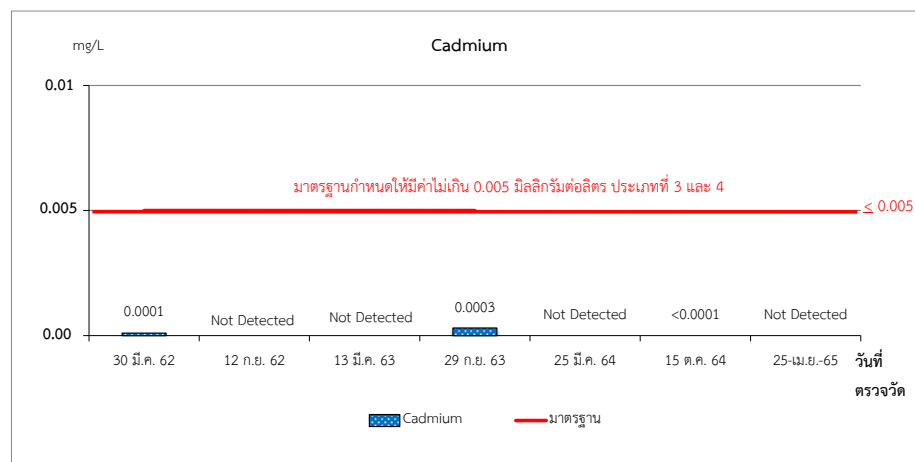 mg/L
Cadmium
0.01
มาตรฐานกำหนดให้มีค่าไม่เกิน 0.005 มิลลิกรัมต่อลิตร ประเภทที่ 3 และ 4
0.005
≤ 0.005
0.0001
Not Detected
Not Detected
0.0003
Not Detected
<0.0001
Not Detected
0.00
30 มี.ค. 62
12 ก.ย. 62
13 มี.ค. 63
29 ก.ย. 63
25 มี.ค. 64
15 ต.ค. 64
25-เม.ย.-65
วันที่
ตรวจวัด
Cadmium
มาตรฐาน